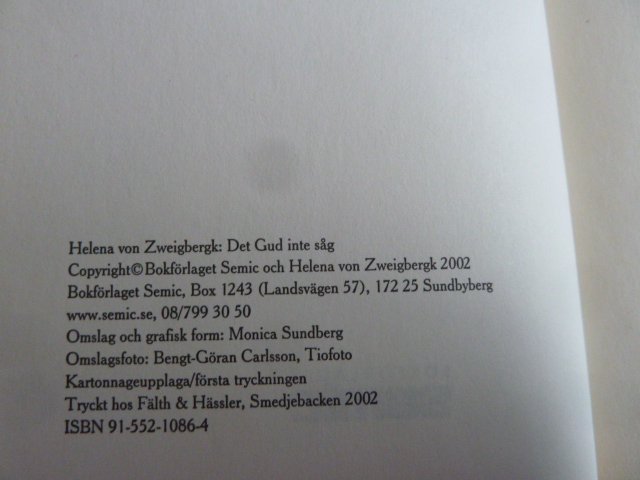 Helena von Zweigbergk: Det Gud inte såg
Copyright©Bokförlaget Semic och Helena von Zweigbergk 2002
Bokförlaget Semic, Box 1243 (Landsvägen 57), 172 25 Sundbyberg
www.semic.se, 08/799 30 50
Omslag och grafisk form: Monica Sundberg
Omslagsfoto: Bengt-Göran Carlsson, Tiofoto
Kartonnageupplaga/första tryckningen
Tryckt hos Fälth & Hässler, Smedjebacken 2002
ISBN 91-552-1086-4